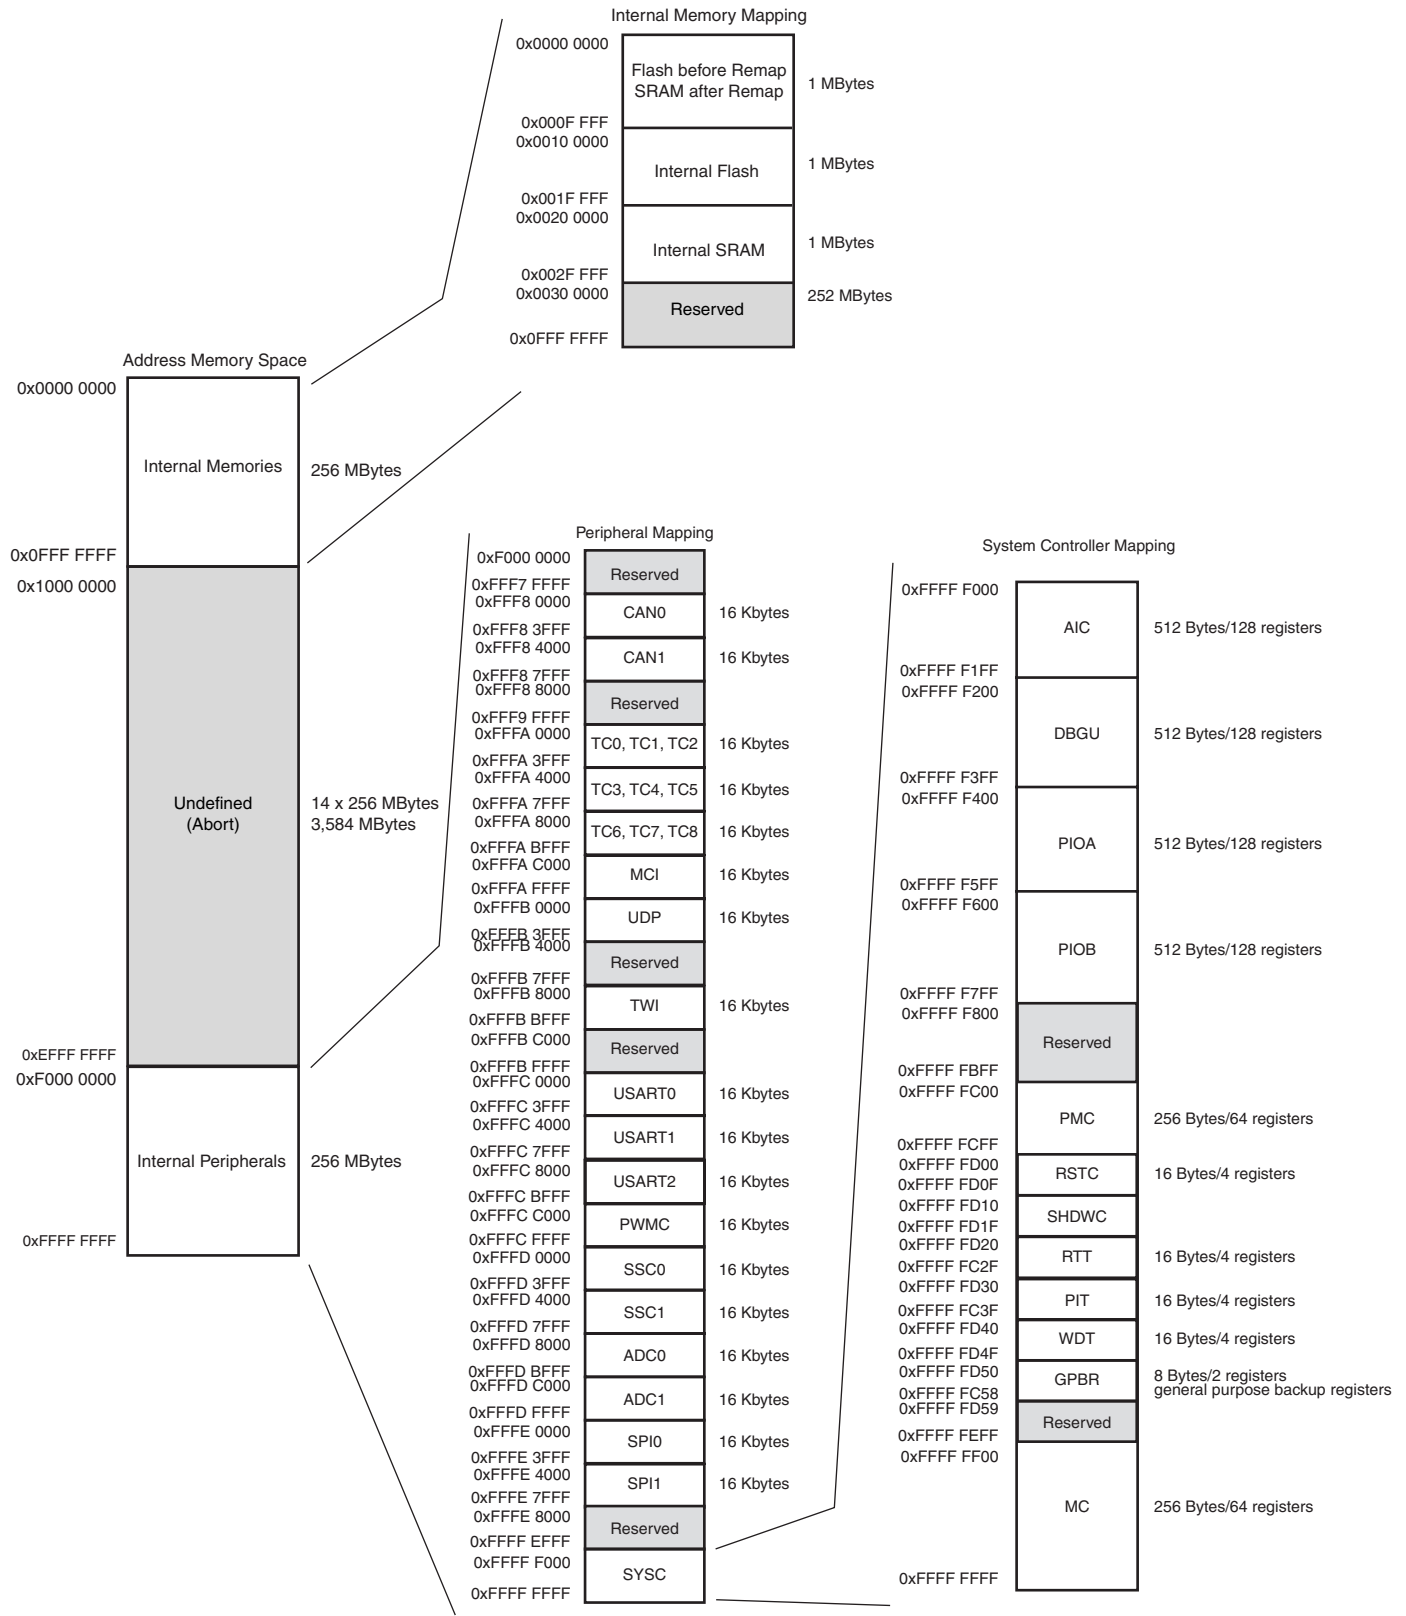 Internal Memory Mapping
0x0000 0000
Flash before Remap
SRAM after Remap
1 MBytes
0x000F FFF
0x0010 0000
Internal Flash
1 MBytes
0x001F FFF
0x0020 0000
Internal SRAM
1 MBytes
0x002F FFF
0x0030 0000
Reserved
252 MBytes
0x0FFF FFFF
Address Memory Space
0x0000 0000
Internal Memories
256 MBytes
0x0FFF FFFF
0x1000 0000
Undefined
(Abort)
14 x 256 MBytes
3,584 MBytes
0xEFFF FFFF
0xF000 0000
Internal Peripherals
256 MBytes
0xFFFF FFFF
Peripheral Mapping
0xF000 0000
Reserved
0xFFF7 FFFF
0xFFF8 0000
CAN0
16 Kbytes
0xFFF8 3FFF
0xFFF8 4000
CAN1
16 Kbytes
0xFFF8 7FFF
0xFFF8 8000
Reserved
0xFFF9 FFFF
0xFFFA 0000
TC0, TC1, TC2
16 Kbytes
0xFFFA 3FFF
0xFFFA 4000
TC3, TC4, TC5
16 Kbytes
0xFFFA 7FFF
0xFFFA 8000
TC6, TC7, TC8
16 Kbytes
0xFFFA BFFF
0xFFFA C000
MCI
16 Kbytes
0xFFFA FFFF
0xFFFB 0000
UDP
16 Kbytes
0xFFFB 3FFF
0xFFFB 4000
Reserved
0xFFFB 7FFF
0xFFFB 8000
TWI
16 Kbytes
0xFFFB BFFF
0xFFFB C000
Reserved
0xFFFB FFFF
0xFFFC 0000
USART0
16 Kbytes
0xFFFC 3FFF
0xFFFC 4000
USART1
16 Kbytes
0xFFFC 7FFF
0xFFFC 8000
USART2
16 Kbytes
0xFFFC BFFF
0xFFFC C000
PWMC
16 Kbytes
0xFFFC FFFF
0xFFFD 0000
SSC0
16 Kbytes
0xFFFD 3FFF
0xFFFD 4000
SSC1
16 Kbytes
0xFFFD 7FFF
0xFFFD 8000
ADC0
16 Kbytes
0xFFFD BFFF
0xFFFD C000
ADC1
16 Kbytes
0xFFFD FFFF
0xFFFE 0000
SPI0
16 Kbytes
0xFFFE 3FFF
0xFFFE 4000
SPI1
16 Kbytes
0xFFFE 7FFF
0xFFFE 8000
Reserved
0xFFFF EFFF
0xFFFF F000
SYSC
0xFFFF FFFF
System Controller Mapping
0xFFFF F000
AIC
512 Bytes/128 registers
0xFFFF F1FF
0xFFFF F200
DBGU
512 Bytes/128 registers
0xFFFF F3FF
0xFFFF F400
PIOA
512 Bytes/128 registers
0xFFFF F5FF
0xFFFF F600
PIOB
512 Bytes/128 registers
0xFFFF F7FF
0xFFFF F800
Reserved
0xFFFF FBFF
0xFFFF FC00
PMC
256 Bytes/64 registers
0xFFFF FCFF
0xFFFF FD00
RSTC
16 Bytes/4 registers
0xFFFF FD0F
0xFFFF FD10
SHDWC
0xFFFF FD1F
0xFFFF FD20
RTT
16 Bytes/4 registers
0xFFFF FC2F
0xFFFF FD30
PIT
16 Bytes/4 registers
0xFFFF FC3F
0xFFFF FD40
WDT
16 Bytes/4 registers
0xFFFF FD4F
0xFFFF FD50
GPBR
8 Bytes/2 registers
general purpose backup registers
0xFFFF FC58
0xFFFF FD59
Reserved
0xFFFF FEFF
0xFFFF FF00
MC
256 Bytes/64 registers
0xFFFF FFFF